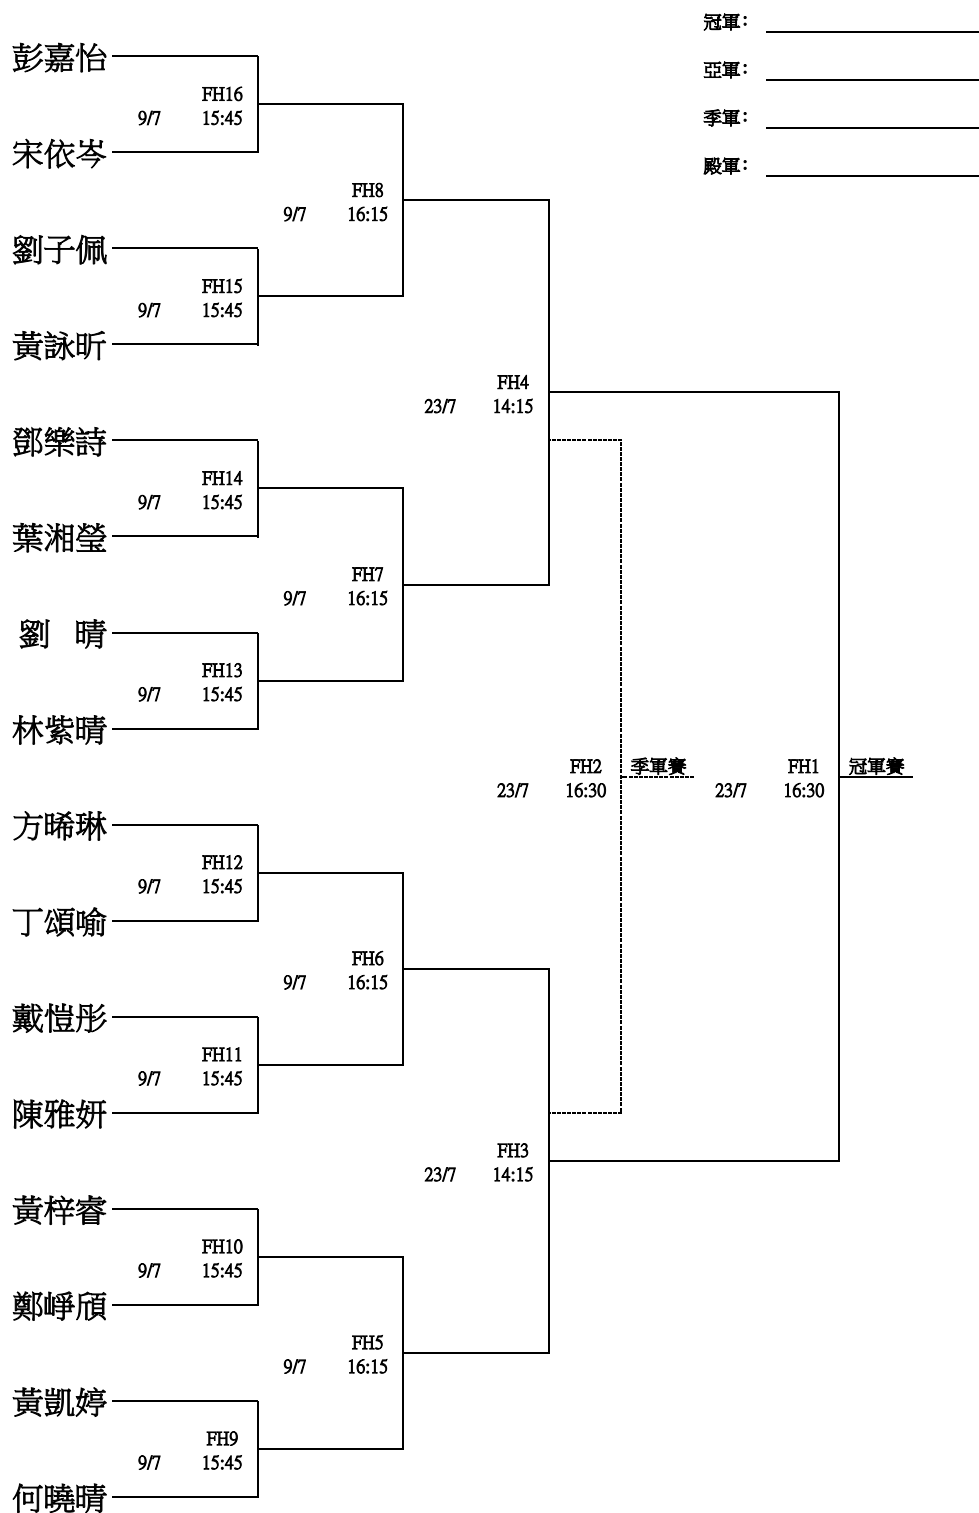 冠軍：
彭嘉怡
亞軍：
FH16
9/7 15:45
季軍：
宋依岑
殿軍：
FH8
9/7 16:15
劉子佩
FH15
9/7 15:45
黃詠昕
FH4
23/7 14:15
鄧樂詩
FH14
9/7 15:45
葉湘瑩
FH7
9/7 16:15
劉 晴
FH13
9/7 15:45
林紫晴
FH2 季軍賽 FH1 冠軍賽
23/7 16:30 23/7 16:30
方晞琳
FH12
9/7 15:45
丁頌喻
FH6
9/7 16:15
戴愷彤
FH11
9/7 15:45
陳雅妍
FH3
23/7 14:15
黃梓睿
FH10
9/7 15:45
鄭崢頎
FH5
9/7 16:15
黃凱婷
FH9
9/7 15:45
何曉晴